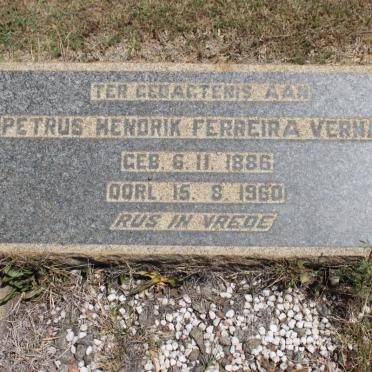 TER GEDAGTENIS AAN
PETRUS HENDRIK FERREIRA
GEB. 6. 11. 1886
OORL. 15. 8. 1960
RUS IN VREDE